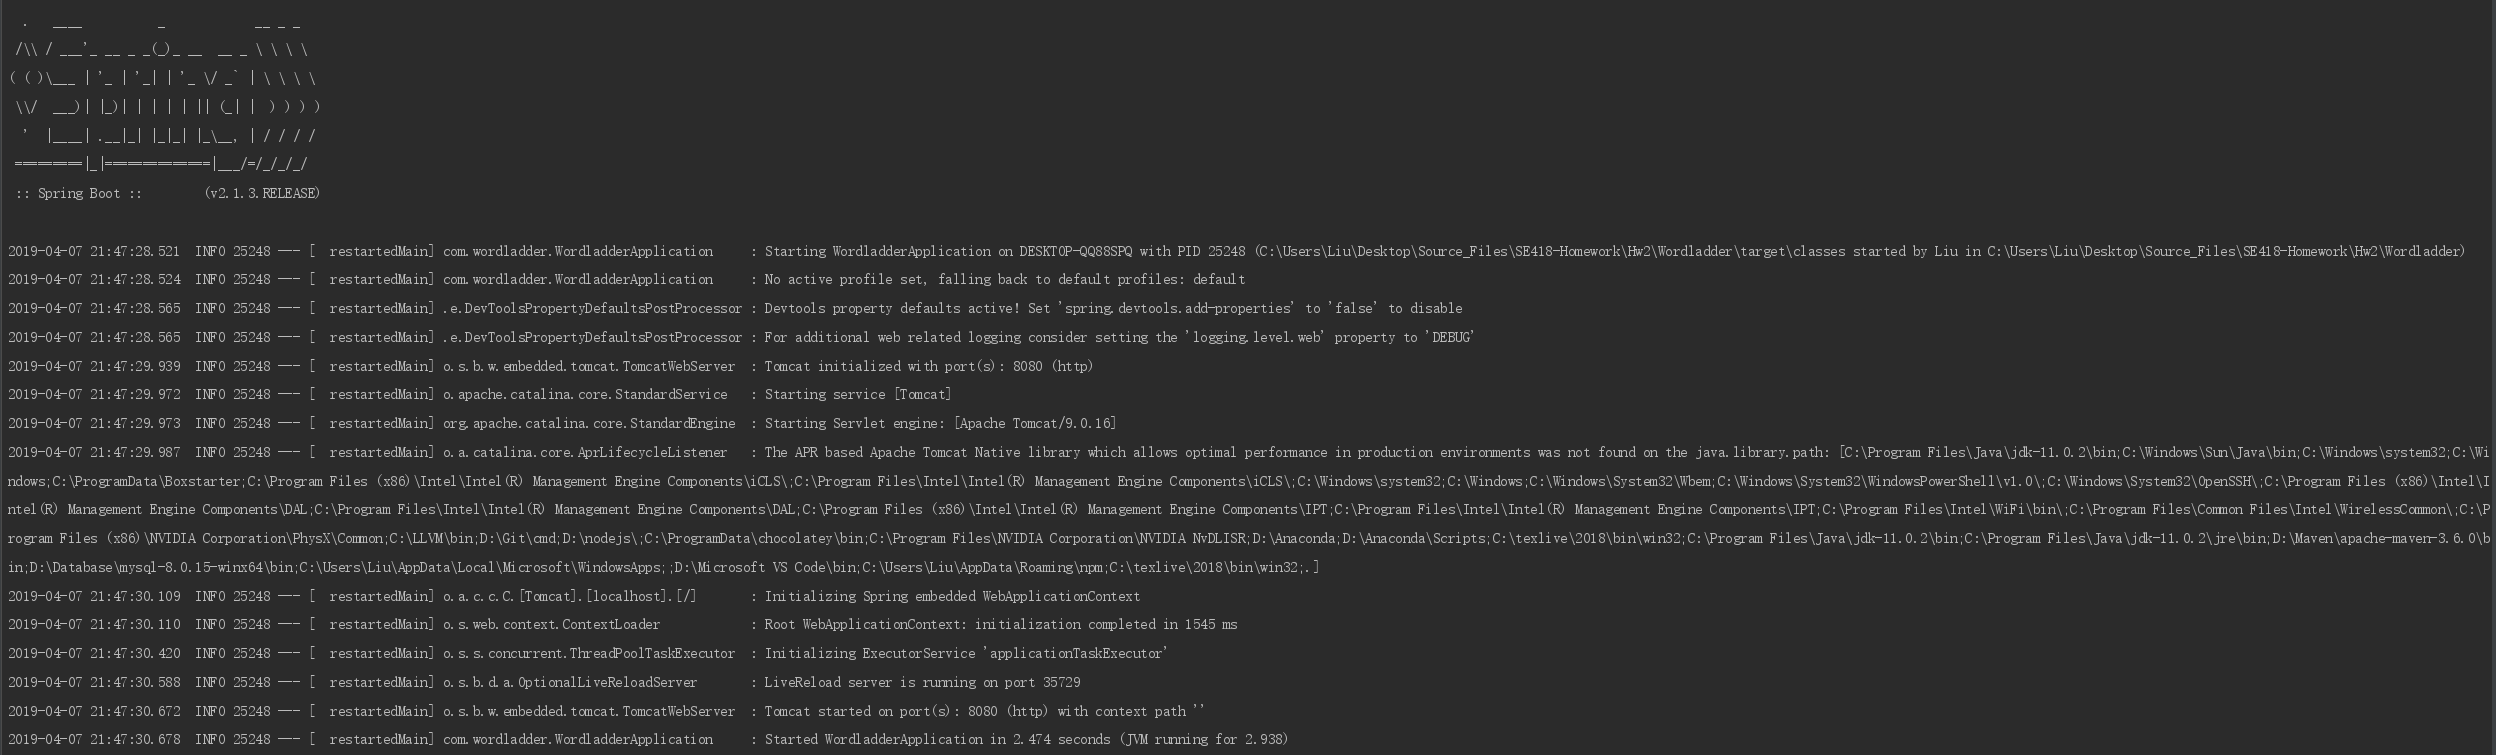 .   ____          _            __ _ _
 /\\ / ___'_ __ _ _(_)_ __  __ _ \ \ \ \
( ( )\___ | '_ | '_| | '_ \/ _` | \ \ \ \
 \\/  ___)| |_)| | | | | || (_| |  ) ) ) )
  '  |____| .__|_| |_|_| |_\__, | / / / /
 =========|_|==============|___/=/_/_/_/
 :: Spring Boot ::        (v2.1.3.RELEASE)
2019-04-07 21:47:28.521  INFO 25248 --- [  restartedMain] com.wordladder.WordladderApplication     : Starting WordladderApplication on DESKTOP-QQ88SPQ with PID 25248 (C:\Users\Liu\Desktop\Source_Files\SE418-Homework\Hw2\Wordladder\target\classes started by Liu in C:\Users\Liu\Desktop\Source_Files\SE418-Homework\Hw2\Wordladder)
2019-04-07 21:47:28.524  INFO 25248 --- [  restartedMain] com.wordladder.WordladderApplication     : No active profile set, falling back to default profiles: default
2019-04-07 21:47:28.565  INFO 25248 --- [  restartedMain] .e.DevToolsPropertyDefaultsPostProcessor : Devtools property defaults active! Set 'spring.devtools.add-properties' to 'false' to disable
2019-04-07 21:47:28.565  INFO 25248 --- [  restartedMain] .e.DevToolsPropertyDefaultsPostProcessor : For additional web related logging consider setting the 'logging.level.web' property to 'DEBUG'
2019-04-07 21:47:29.939  INFO 25248 --- [  restartedMain] o.s.b.w.embedded.tomcat.TomcatWebServer  : Tomcat initialized with port(s): 8080 (http)
2019-04-07 21:47:29.972  INFO 25248 --- [  restartedMain] o.apache.catalina.core.StandardService   : Starting service [Tomcat]
2019-04-07 21:47:29.973  INFO 25248 --- [  restartedMain] org.apache.catalina.core.StandardEngine  : Starting Servlet engine: [Apache Tomcat/9.0.16]
2019-04-07 21:47:29.987  INFO 25248 --- [  restartedMain] o.a.catalina.core.AprLifecycleListener   : The APR based Apache Tomcat Native library which allows optimal performance in production environments was not found on the java.library.path: [C:\Program Files\Java\jdk-11.0.2\bin;C:\Windows\Sun\Java\bin;C:\Windows\system32;C:\Wi
ndows;C:\ProgramData\Boxstarter;C:\Program Files (x86)\Intel\Intel(R) Management Engine Components\iCLS\;C:\Program Files\Intel\Intel(R) Management Engine Components\iCLS\;C:\Windows\system32;C:\Windows;C:\Windows\System32\Wbem;C:\Windows\System32\WindowsPowerShell\v1.0\;C:\Windows\System32\OpenSSH\;C:\Program Files (x86)\Intel\I
ntel(R) Management Engine Components\DAL;C:\Program Files\Intel\Intel(R) Management Engine Components\DAL;C:\Program Files (x86)\Intel\Intel(R) Management Engine Components\IPT;C:\Program Files\Intel\Intel(R) Management Engine Components\IPT;C:\Program Files\Intel\WiFi\bin\;C:\Program Files\Common Files\Intel\WirelessCommon\;C:\P
rogram Files (x86)\NVIDIA Corporation\PhysX\Common;C:\LLVM\bin;D:\Git\cmd;D:\nodejs\;C:\ProgramData\chocolatey\bin;C:\Program Files\NVIDIA Corporation\NVIDIA NvDLISR;D:\Anaconda;D:\Anaconda\Scripts;C:\texlive\2018\bin\win32;C:\Program Files\Java\jdk-11.0.2\bin;C:\Program Files\Java\jdk-11.0.2\jre\bin;D:\Maven\apache-maven-3.6.0\b
in;D:\Database\mysql-8.0.15-winx64\bin;C:\Users\Liu\AppData\Local\Microsoft\WindowsApps;;D:\Microsoft VS Code\bin;C:\Users\Liu\AppData\Roaming\npm;C:\texlive\2018\bin\win32;.]
2019-04-07 21:47:30.109  INFO 25248 --- [  restartedMain] o.a.c.c.C.[Tomcat].[localhost].[/]       : Initializing Spring embedded WebApplicationContext
2019-04-07 21:47:30.110  INFO 25248 --- [  restartedMain] o.s.web.context.ContextLoader            : Root WebApplicationContext: initialization completed in 1545 ms
2019-04-07 21:47:30.420  INFO 25248 --- [  restartedMain] o.s.s.concurrent.ThreadPoolTaskExecutor  : Initializing ExecutorService 'applicationTaskExecutor'
2019-04-07 21:47:30.588  INFO 25248 --- [  restartedMain] o.s.b.d.a.OptionalLiveReloadServer       : LiveReload server is running on port 35729
2019-04-07 21:47:30.672  INFO 25248 --- [  restartedMain] o.s.b.w.embedded.tomcat.TomcatWebServer  : Tomcat started on port(s): 8080 (http) with context path ''
2019-04-07 21:47:30.678  INFO 25248 --- [  restartedMain] com.wordladder.WordladderApplication     : Started WordladderApplication in 2.474 seconds (JVM running for 2.938)